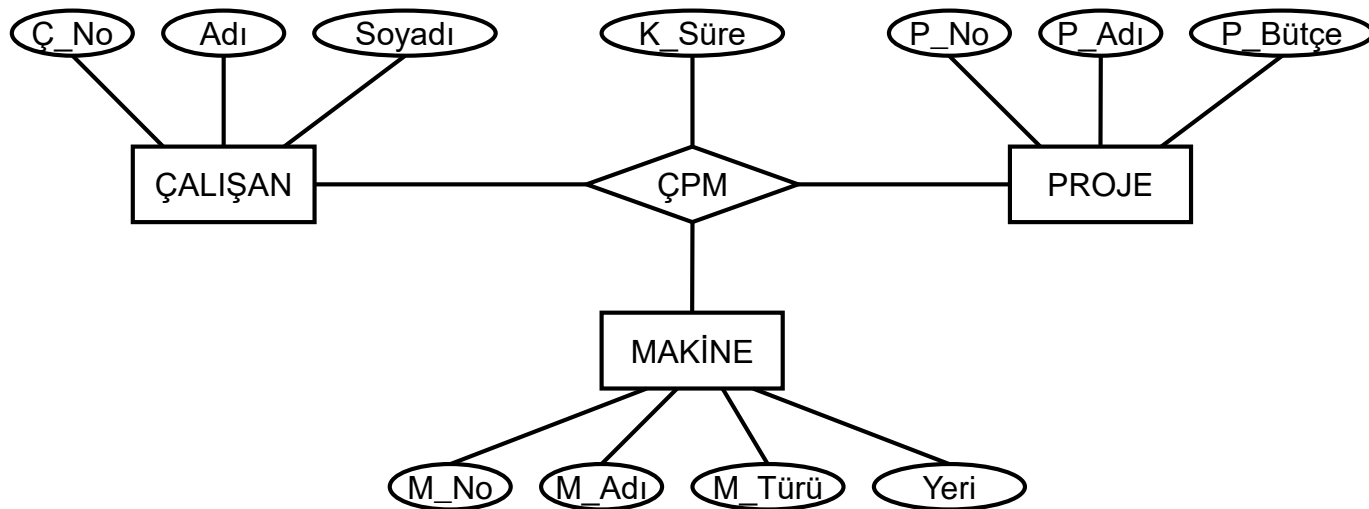 Ç_No
Adı
Soyadı
K_Süre
P_No
P_Adı
P_Bütçe
ÇALIŞAN
ÇPM
PROJE
MAKİNE
M_No
M_Adı
M_Türü
Yeri